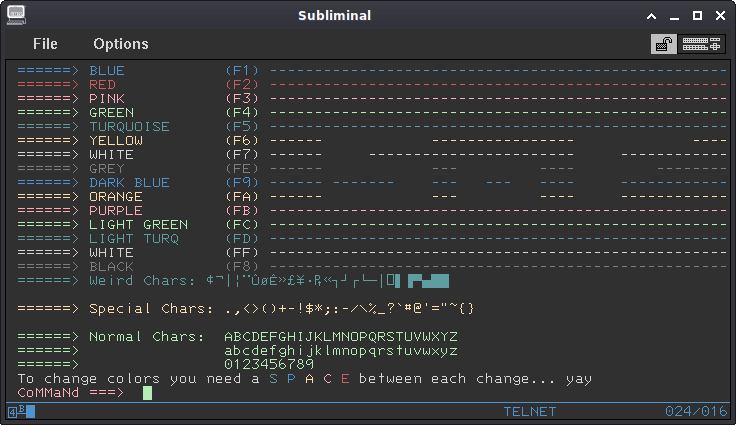 Subliminal
File Options
======> BLUE (F1) ---------------------------------------------------
======> RED (F2) ---------------------------------------------------
======> PINK (F3) ---------------------------------------------------
======> GREEN (F4) ---------------------------------------------------
======> TURQUOISE (F5) ---------------------------------------------------
======> YELLOW (F6) ------            ----------------             ----
======> WHITE (F7) ------     ----------------------   ------------
======> GREY (F8) ------            ---         ----     ------------
======> DARK BLUE (F9) ------ -------   ---   ---  ----     ------------
======> ORANGE (FA) ------            ---         ----     ------------
======> PURPLE (FB) ---------------------------------------------------
======> LIGHT GREEN (FC) ---------------------------------------------------
======> LIGHT TURQ (FD) ---------------------------------------------------
======> WHITE (FF) ---------------------------------------------------
======> BLACK (F8) ---------------------------------------------------
======> Weird Chars:
======> Special Chars: .,<>()+-!$*;:-/\%_?`#@'="~{}
======> Normal Chars: ABCDEFGHIJKLMNOPQRSTUVWXYZ
======> abcdefghijklmnopqrstuvwxyz
======> 0123456789
To change colors you need a S P A C E between each change... yay
CoMMaNd ===>
4B TELNET 024/016